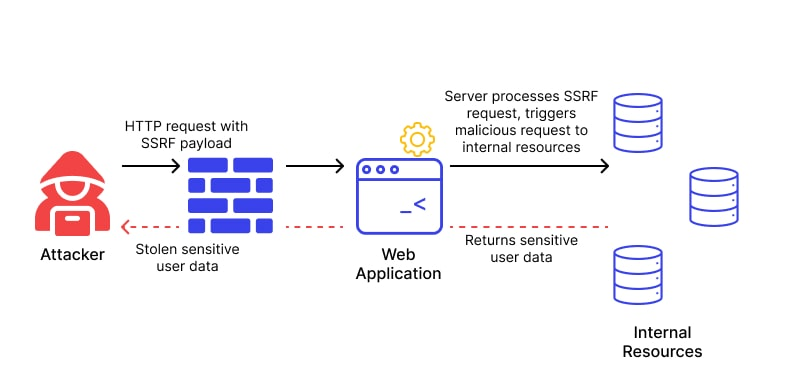 HTTP request with
SSRF payload
Server processes SSRF
request, triggers
malicious request to
internal resources
_<
Attacker
Stolen sensitive
user data
Web
Application
Returns sensitive
user data
Internal
Resources